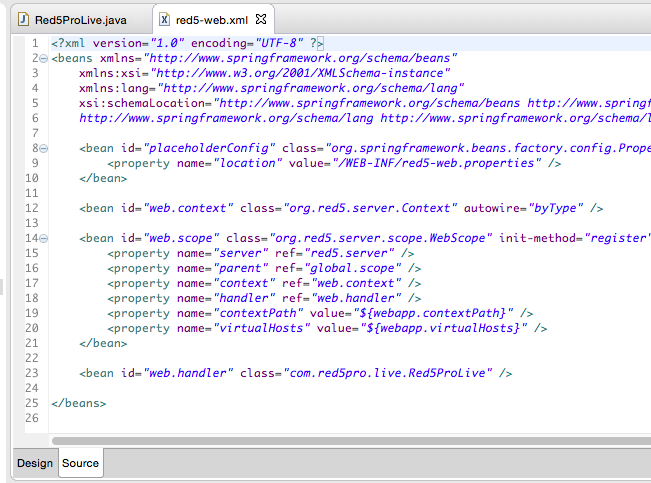 Red5ProLive.java red5-web.xml
1 <?xml version="1.0" encoding="UTF-8" ?>
2 <beans xmlns="http://www.springframework.org/schema/beans"
3 xmlns:xsi="http://www.w3.org/2001/XMLSchema-instance"
4 xmlns:lang="http://www.springframework.org/schema/lang"
5 xsi:schemaLocation="http://www.springframework.org/schema/beans http://www.springf
6 http://www.springframework.org/schema/lang http://www.springframework.org/schema/l
7
8 <bean id="placeholderConfig" class="org.springframework.beans.factory.config.Prope
9 <property name="location" value="/WEB-INF/red5-web.properties" />
10 </bean>
11
12 <bean id="web.context" class="org.red5.server.Context" autowire="byType" />
13
14 <bean id="web.scope" class="org.red5.server.scope.WebScope" init-method="register"
15 <property name="server" ref="red5.server" />
16 <property name="parent" ref="global.scope" />
17 <property name="context" ref="web.context" />
18 <property name="handler" ref="web.handler" />
19 <property name="contextPath" value="${webapp.contextPath}" />
20 <property name="virtualHosts" value="${webapp.virtualHosts}" />
21 </bean>
22
23 <bean id="web.handler" class="com.red5pro.live.Red5ProLive" />
24
25 </beans>
26
Design Source